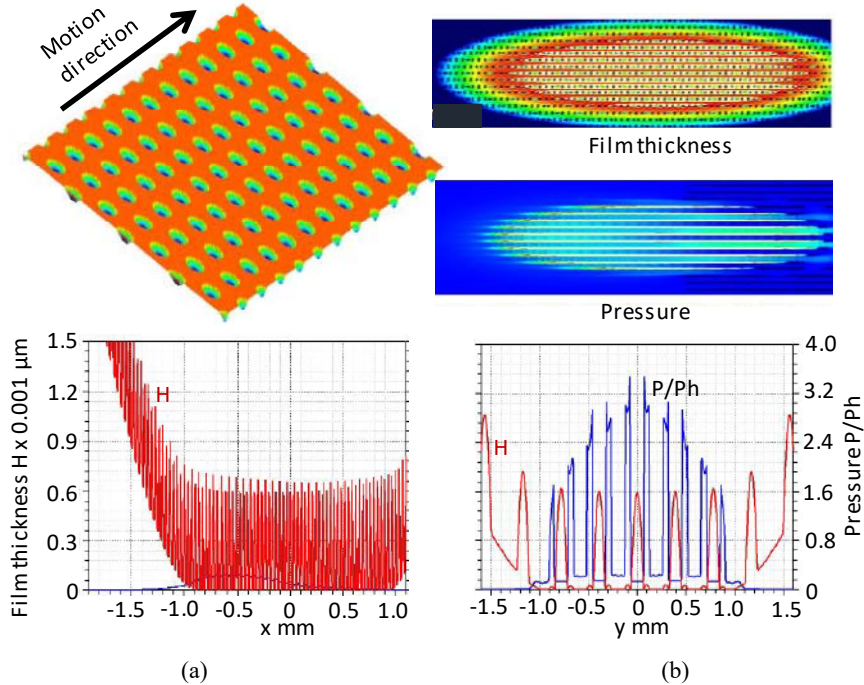 Motion
direction
Film thickness
Pressure
Film thickness H x 0.001 μm
1.5
1.2
0.9
0.6
0.3
0
H
-1.5
-1.0
-0.5
0
0.5
1.0
x mm
H
P/Ph
4.0
3.2
2.4
1.6
0.8
0
Pressure P/Ph
-1.5
-1.0
-0.5
0
0.5
1.0
1.5
y mm
(a)
(b)